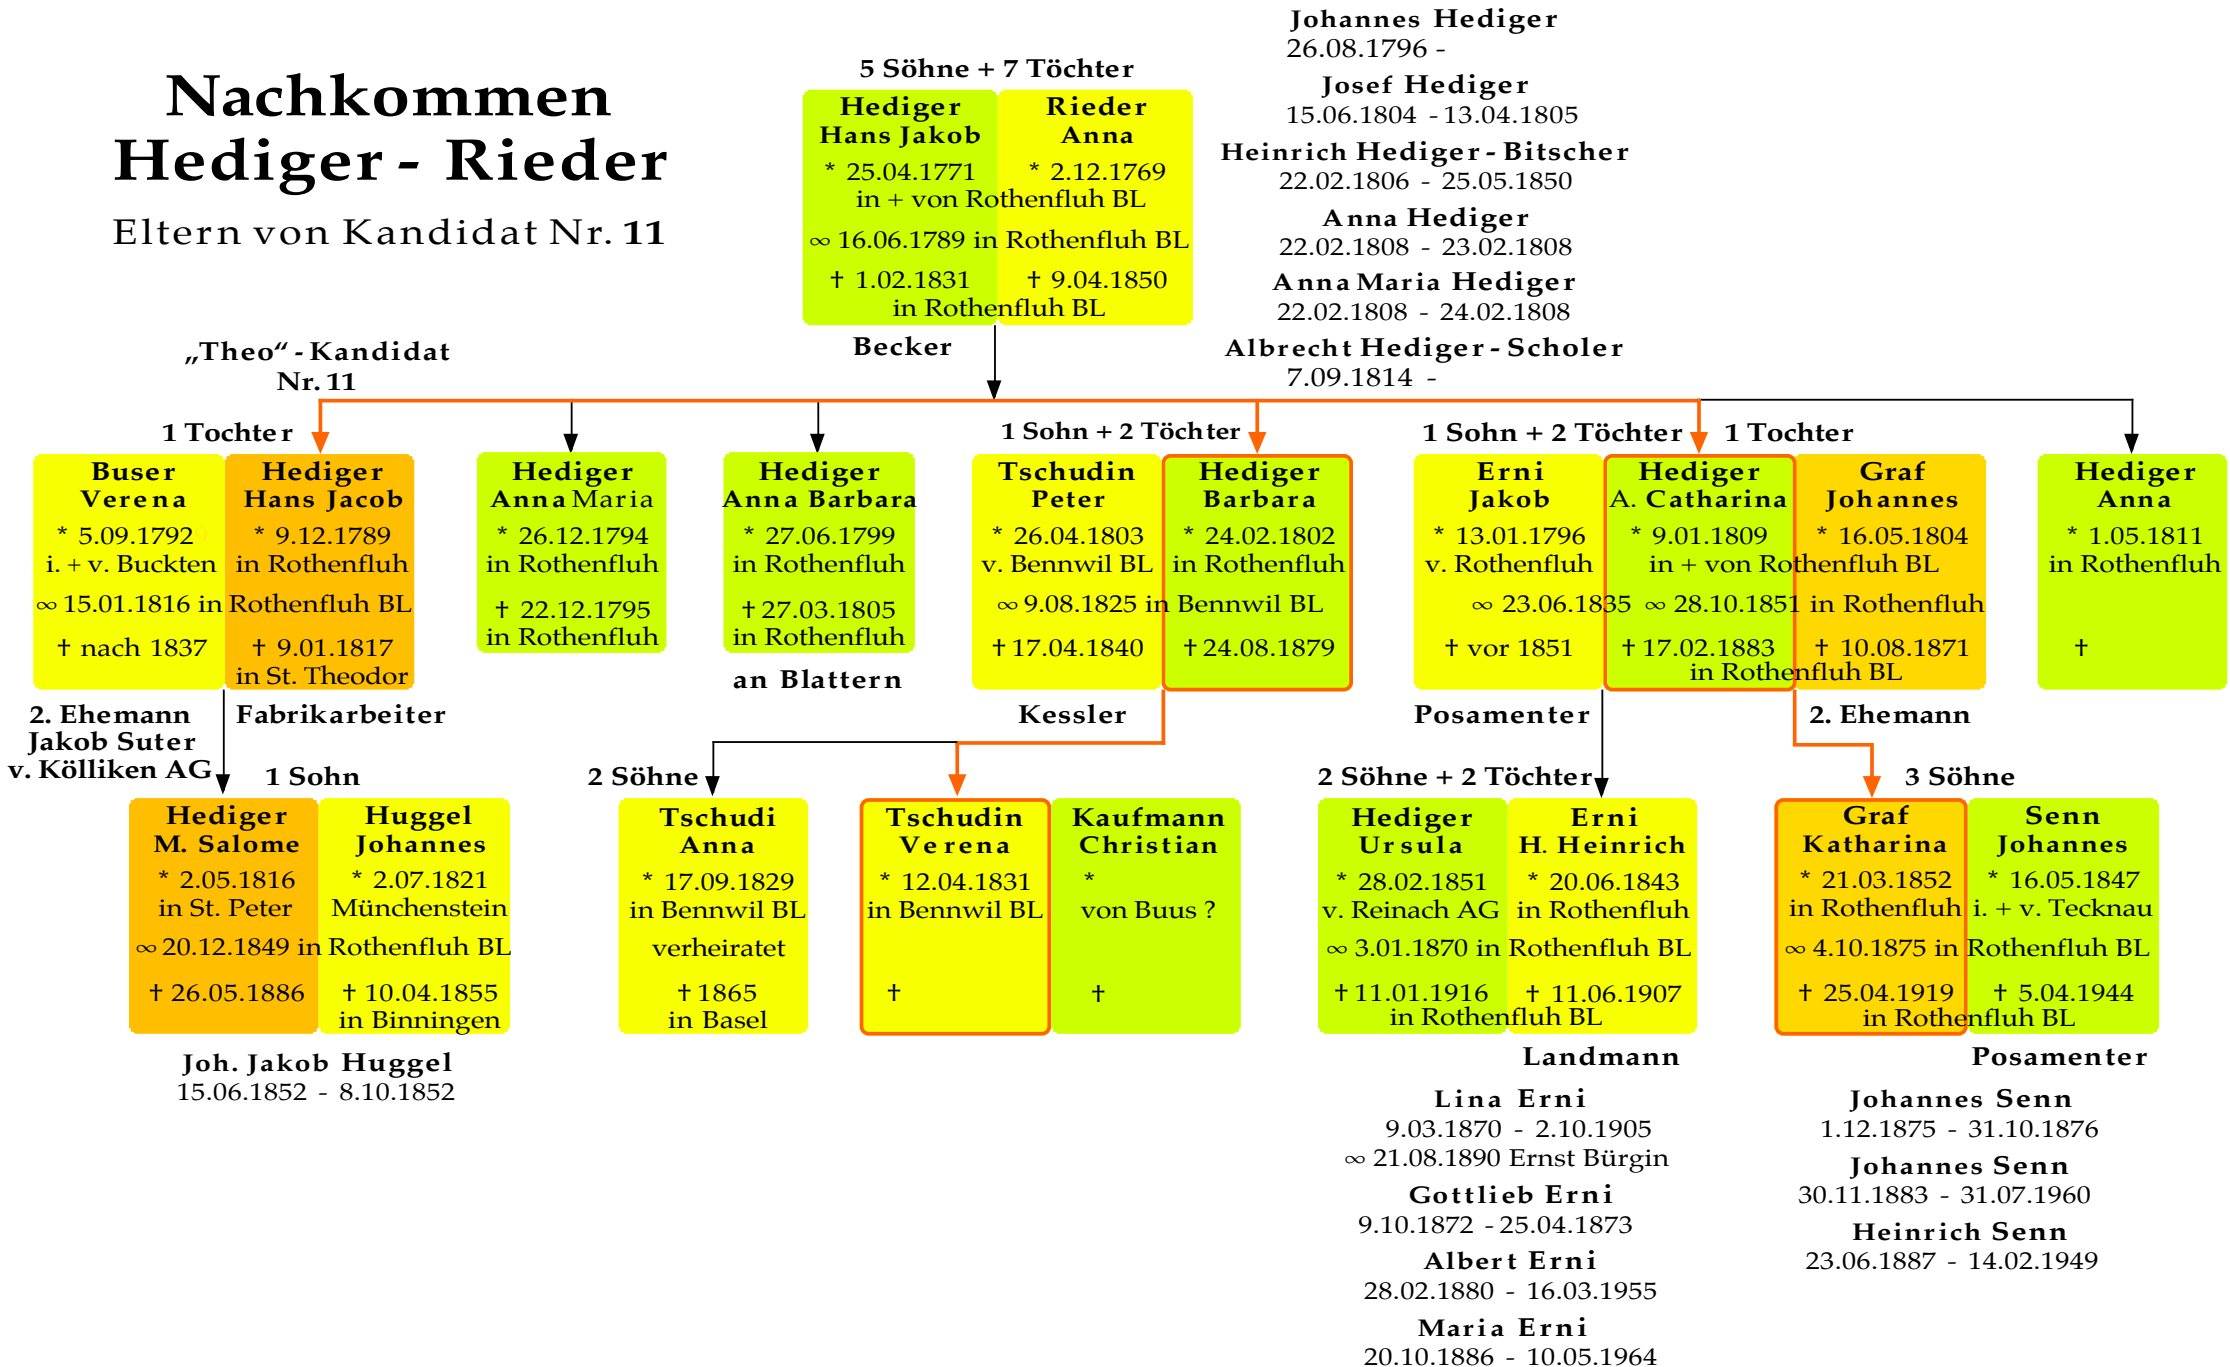 Nachkommen
Hediger - Rieder
Eltern von Kandidat Nr. 11
5 Söhne + 7 Töchter
Hediger
Hans Jakob
* 25.04.1771
Rieder
Anna
* 2.12.1769
in + von Rothenfluh BL
∞ 16.06.1789 in Rothenfluh BL
† 1.02.1831
† 9.04.1850
in Rothenfluh BL
Becker
Johannes Hediger
26.08.1796 -
Josef Hediger
15.06.1804 - 13.04.1805
Heinrich Hediger - Bitscher
22.02.1806 - 25.05.1850
Anna Hediger
22.02.1808 - 23.02.1808
Anna Maria Hediger
22.02.1808 - 24.02.1808
Albrecht Hediger - Scholer
7.09.1814 -
„Theo“ - Kandidat
Nr. 11
1 Tochter
Buser
Verena
* 5.09.1792
i. + v. Buckten
Hediger
Hans Jacob
* 9.12.1789
in Rothenfluh
∞ 15.01.1816 in Rothenfluh BL
† nach 1837
† 9.01.1817
in St. Theodor
2. Ehemann
Jakob Suter
v. Kölliken AG
Fabrikarbeiter
Hediger
Anna Maria
* 26.12.1794
in Rothenfluh
† 22.12.1795
in Rothenfluh
Hediger
Anna Barbara
* 27.06.1799
in Rothenfluh
† 27.03.1805
in Rothenfluh
an Blattern
1 Sohn + 2 Töchter
Tschudin
Peter
* 26.04.1803
v. Bennwil BL
Hediger
Barbara
* 24.02.1802
in Rothenfluh
∞ 9.08.1825 in Bennwil BL
† 17.04.1840
† 24.08.1879
Kessler
1 Sohn + 2 Töchter
1 Tochter
Erni
Jakob
* 13.01.1796
v. Rothenfluh
Hediger
A. Catharina
* 9.01.1809
Graf
Johannes
* 16.05.1804
in + von Rothenfluh BL
∞ 23.06.1835
∞ 28.10.1851 in Rothenfluh
† vor 1851
† 17.02.1883
† 10.08.1871
in Rothenfluh BL
Posamenter
2. Ehemann
Hediger
Anna
* 1.05.1811
in Rothenfluh
†
1 Sohn
Hediger
M. Salome
* 2.05.1816
in St. Peter
Huggel
Johannes
* 2.07.1821
Münchenstein
∞ 20.12.1849 in Rothenfluh BL
† 26.05.1886
† 10.04.1855
in Binningen
Joh. Jakob Huggel
15.06.1852 - 8.10.1852
2 Söhne
Tschudi
Anna
* 17.09.1829
in Bennwil BL
verheiratet
† 1865
in Basel
Tschudin
Verena
* 12.04.1831
in Bennwil BL
†
Kaufmann
Christian
*
von Buus ?
†
2 Söhne + 2 Töchter
Hediger
Ursula
* 28.02.1851
v. Reinach AG
Erni
H. Heinrich
* 20.06.1843
in Rothenfluh
∞ 3.01.1870 in Rothenfluh BL
† 11.01.1916
† 11.06.1907
in Rothenfluh BL
Landmann
Lina Erni
9.03.1870 - 2.10.1905
∞ 21.08.1890 Ernst Bürgin
Gottlieb Erni
9.10.1872 - 25.04.1873
Albert Erni
28.02.1880 - 16.03.1955
Maria Erni
20.10.1886 - 10.05.1964
3 Söhne
Graf
Katharina
* 21.03.1852
in Rothenfluh
Senn
Johannes
* 16.05.1847
i. + v. Tecknau
∞ 4.10.1875 in Rothenfluh BL
† 25.04.1919
† 5.04.1944
in Rothenfluh BL
Posamenter
Johannes Senn
1.12.1875 - 31.10.1876
Johannes Senn
30.11.1883 - 31.07.1960
Heinrich Senn
23.06.1887 - 14.02.1949